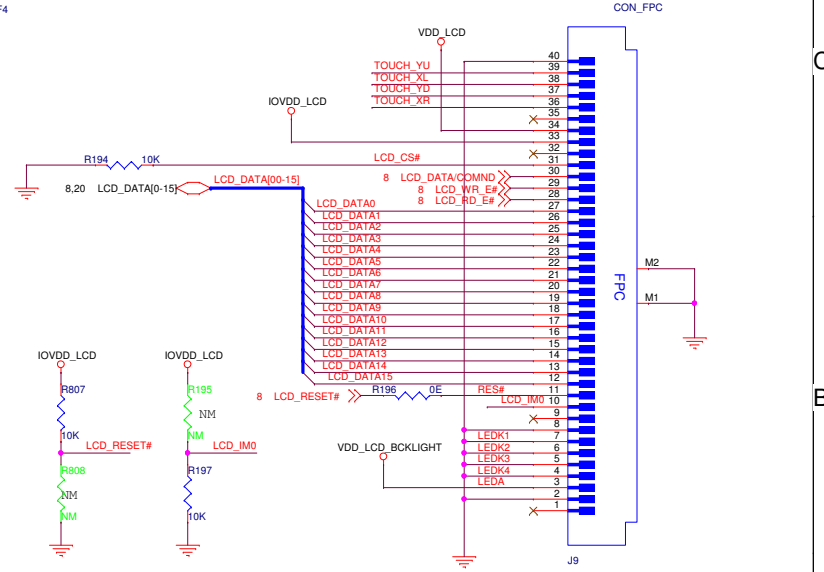 F4
CON_FPC
C
VDD_LCD
40
TOUCH_YU 39
TOUCH_XL 38
TOUCH_YD 37
TOUCH_XR 36
IOVDD_LCD
35
34
33
32
R194 10K LCD_CS# 31
8 LCD_DATA/COMND 30
8,20 LCD_DATA[0-15] LCD_DATA[00-15] 8 LCD_WR_E# 29
8 LCD_RD_E# 28
LCD_DATA0 27
LCD_DATA1 26
LCD_DATA2 25
LCD_DATA3 24
LCD_DATA4 23
LCD_DATA5 22
LCD_DATA6 21
LCD_DATA7 20
LCD_DATA8 19
LCD_DATA9 18
LCD_DATA10 17
LCD_DATA11 16
LCD_DATA12 15
LCD_DATA13 14
LCD_DATA14 13
LCD_DATA15 12
M2
FPC
M1
IOVDD_LCD IOVDD_LCD
8 LCD_RESET# R196 0E RES# 11
LCD_IM0 10
9
8
LEDK1 7
LEDK2 6
LEDK3 5
LEDK4 4
LEDA 3
2
1
VDD_LCD_BCKLIGHT
R807 R195
NM
10K NM
LCD_RESET# LCD_IM0
R808 R197
NM
NM 10K
B
J9